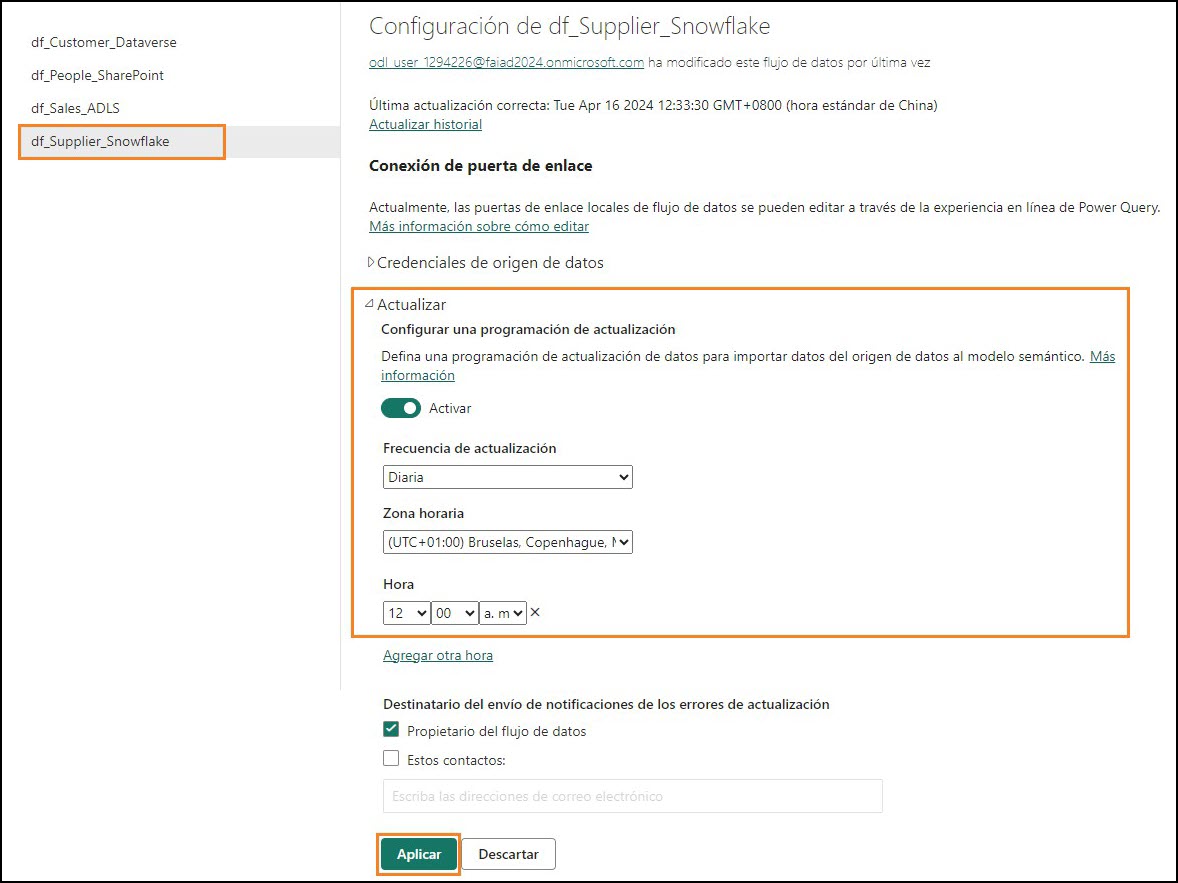 df_Customer_Dataverse
df_People_SharePoint
df_Sales_ADLS
df_Supplier_Snowflake
Configuración de df_Supplier_Snowflake
odl_user_1294226@faiad2024.onmicrosoft.com ha modificado este flujo de datos por última vez
Última actualización correcta: Tue Apr 16 2024 12:33:30 GMT+0800 (hora estándar de China)
Actualizar historial
Conexión de puerta de enlace
Actualmente, las puertas de enlace locales de flujo de datos se pueden editar a través de la experiencia en línea de Power Query.
Más información sobre cómo editar
Credenciales de origen de datos
Actualizar
Configurar una programación de actualización
Defina una programación de actualización de datos para importar datos del origen de datos al modelo semántico. Más
información
Activar
Frecuencia de actualización
Diaria
Zona horaria
(UTC+01:00) Bruselas, Copenhague,
Hora
12 00 a. m
Agregar otra hora
Destinatario del envío de notificaciones de los errores de actualización
Propietario del flujo de datos
Estos contactos:
Escriba las direcciones de correo electrónico
Aplicar Descartar